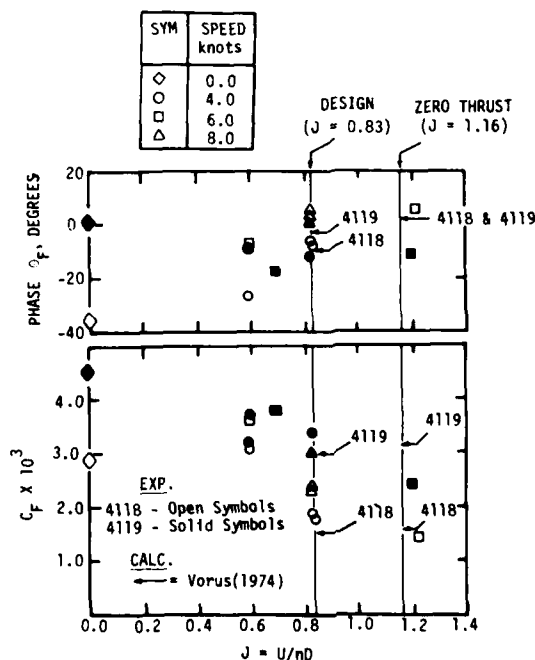 SYM SPEED knots
◇ 0.0
○ 4.0
□ 6.0
△ 8.0
DESIGN
(J = 0.83)
ZERO THRUST
(J = 1.16)
PHASE Θ_F, DEGREES
20
0
-20
-40
4119
4118
4118 & 4119
C_F X 10³
4.0
3.0
2.0
1.0
4119
4118
4119
4118
EXP.
4118 - Open Symbols
4119 - Solid Symbols
CALC.
← = Vorus(1974)
0.0 0.2 0.4 0.6 0.8 1.0 1.2 1.4
J = U/nD